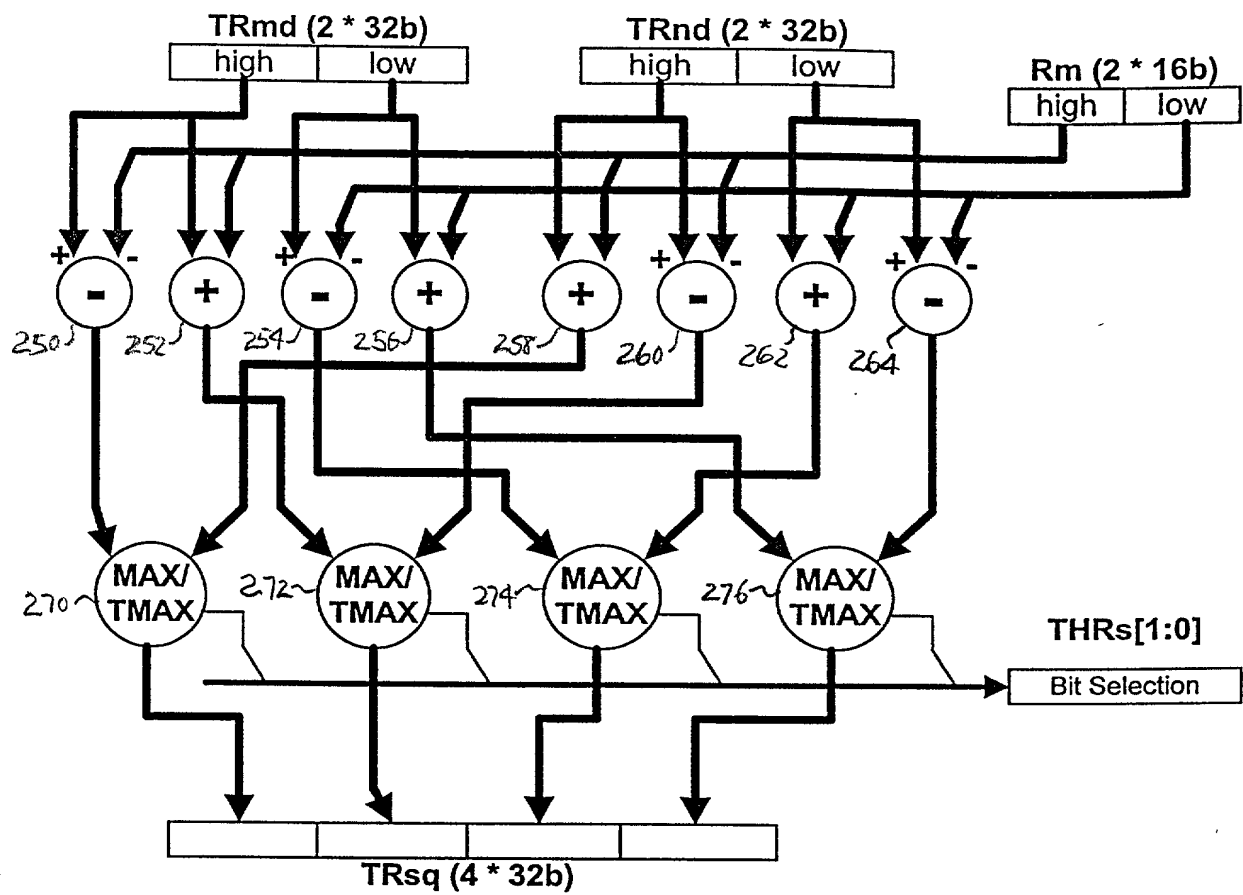 TRmd (2 * 32b)
TRnd (2 * 32b)
Rm (2 * 16b)
high low
high low
high low
+ - + - + - + -
- + - + + - + -
250 252 254 256 258 260 262 264
MAX/
TMAX
MAX/
TMAX
MAX/
TMAX
MAX/
TMAX
270 272 274 276
THRs[1:0]
Bit Selection
TRsq (4 * 32b)